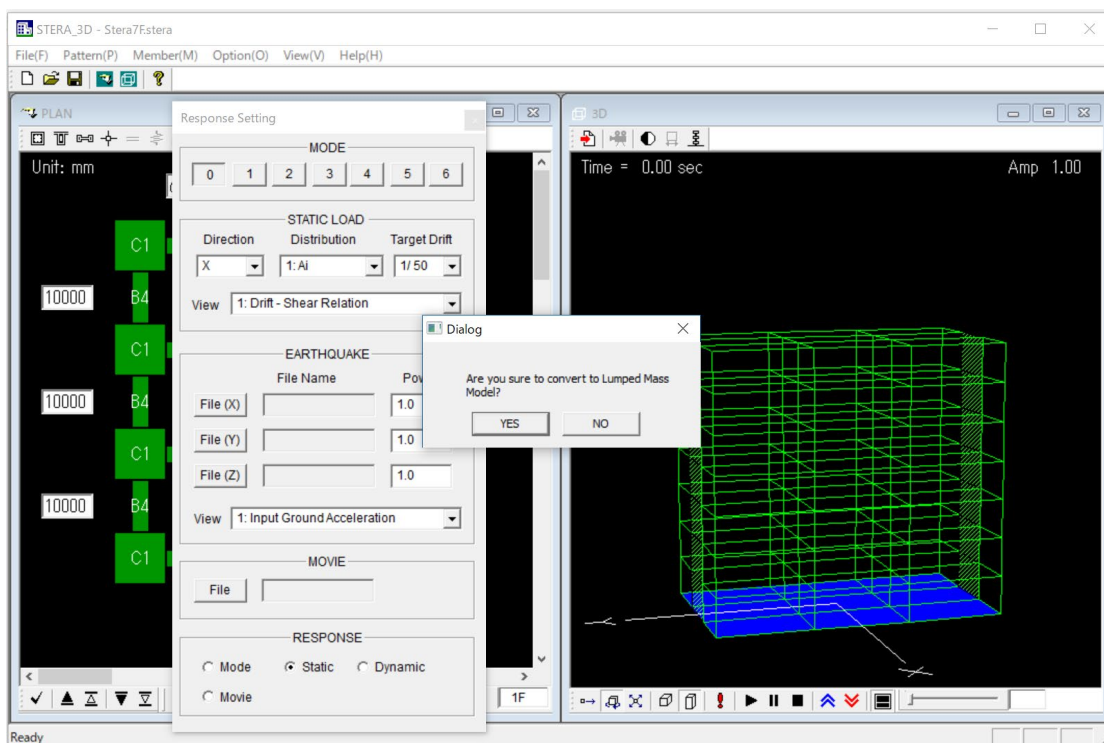 STERA_3D - Stera7F.stera
File(F) Pattern(P) Member(M) Option(O) View(V) Help(H)
PLAN
Unit: mm
C1
10000 B4
C1
10000 B4
C1
10000 B4
C1
1F
Ready
Response Setting
MODE
0 1 2 3 4 5 6
STATIC LOAD
Direction Distribution Target Drift
X 1: Ai 1/ 50
View 1: Drift - Shear Relation
EARTHQUAKE
File Name
File (X) 1.0
File (Y) 1.0
File (Z) 1.0
View 1: Input Ground Acceleration
MOVIE
File
RESPONSE
Mode Static Dynamic
Movie
Dialog
Are you sure to convert to Lumped Mass
Model?
YES NO
3D
Time = 0.00 sec Amp 1.00
Y
X